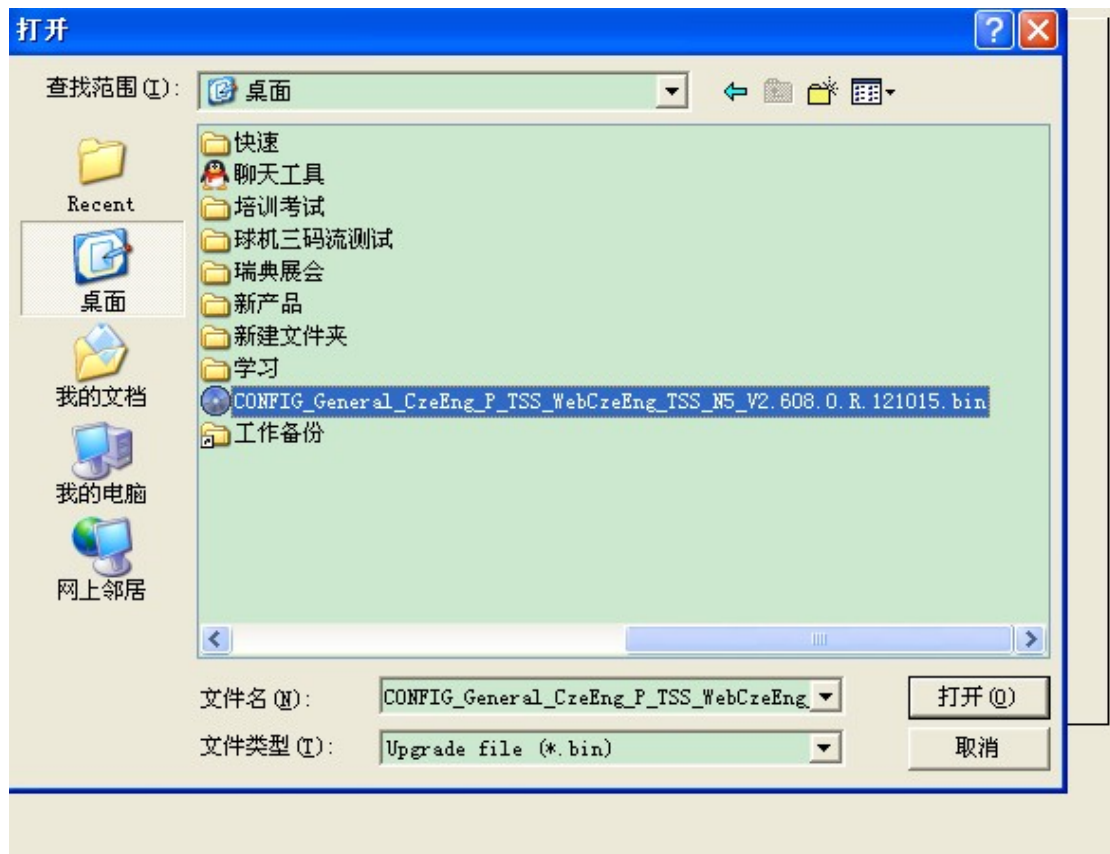 打开
查找范围(I):
桌面
快速
聊天工具
培训考试
球机三码流测试
瑞典展会
新产品
新建文件夹
学习
CONFIG_General_CzeEng_P_TSS_WebCzeEng_TSS_N5_V2.608.0.R.121015.bin
工作备份
Recent
桌面
我的文档
我的电脑
网上邻居
文件名(N):
CONFIG_General_CzeEng_P_TSS_WebCzeEng_
打开(O)
文件类型(T):
Upgrade file (*.bin)
取消